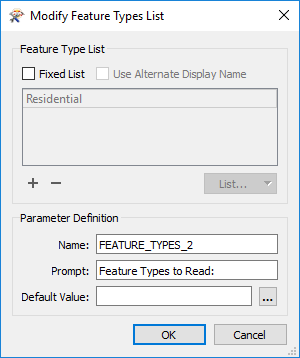 Modify Feature Types List
Feature Type List
Fixed List Use Alternate Display Name
Residential
List...
Parameter Definition
Name: FEATURE_TYPES_2
Prompt: Feature Types to Read:
Default Value: ...
OK Cancel